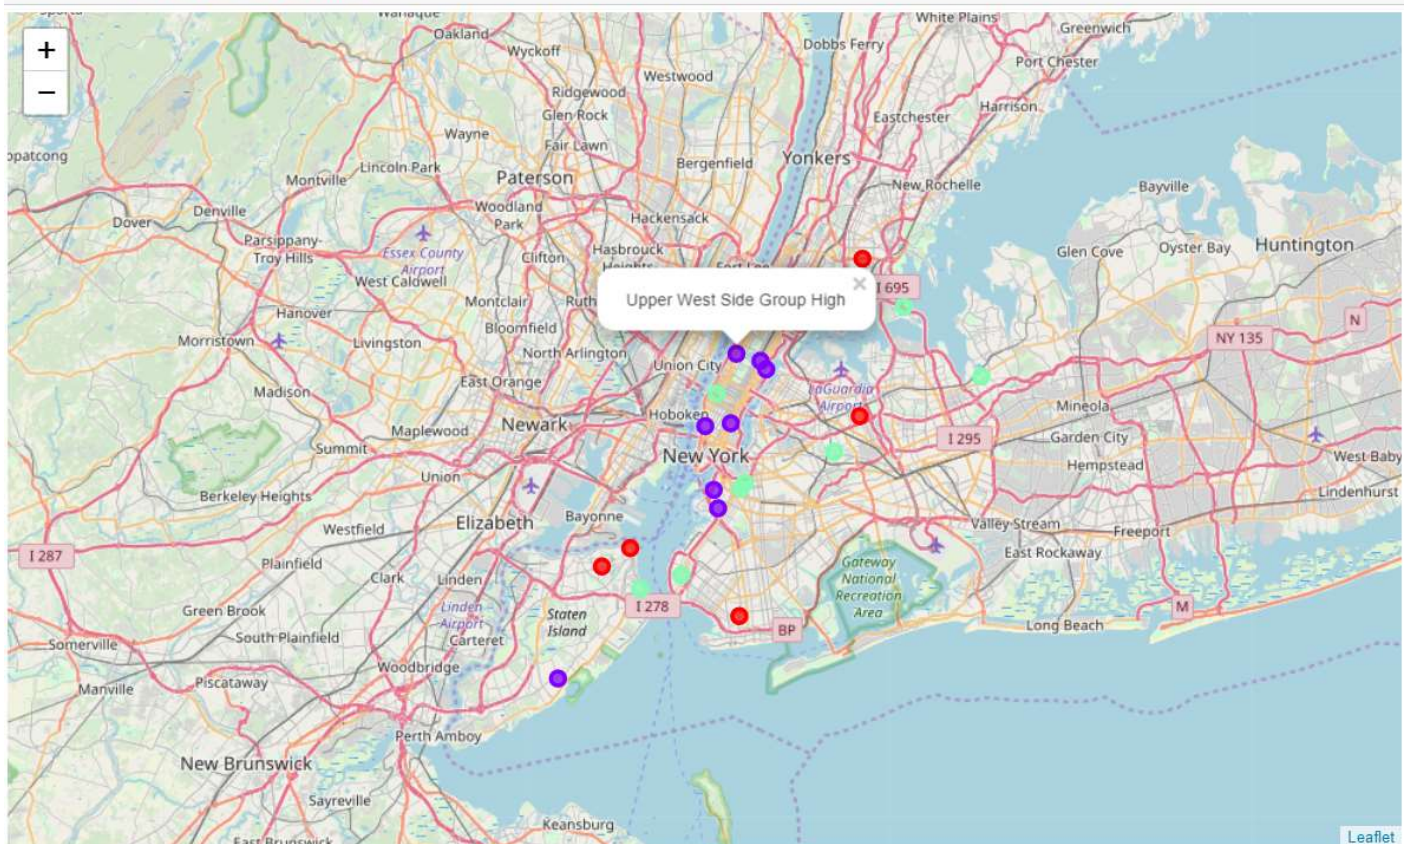 Wanaque
Oakland
White Plains
Greenwich
+
Wyckoff
Dobbs Ferry
Port Chester
Westwood
−
Ridgewood
Glen Rock
Harrison
Eastchester
Wayne
Fair Lawn
opatcong
Lincoln Park
Bergenfield
Yonkers
Montville
Paterson
New Rochelle
Bayville
Denville
Woodland
Park
Dover
Hackensack
Parsippany-
Troy Hills
Essex County
Airport
Hasbrouck
Heights
Clifton
Glen Cove
Oyster Bay
Huntington
Fort Lee
West Caldwell
I 695
×
Upper West Side Group High
Montclair
Ruth
Hanover
Bloomfield
N
Morristown
Livingston
North Arlington
Union City
NY 135
East Orange
Madison
LaGuardia
Airport
Mineola
Hoboken
Newark
Maplewood
I 295
Garden City
Summit
New York
West Baby
Union
Hempstead
Berkeley Heights
Lindenhurst
Elizabeth
Bayonne
Valley Stream
Freeport
Westfield
I 287
East Rockaway
Plainfield
Gateway
National
Recreation
Area
Clark
Linden
Green Brook
Linden
Airport
I 278
M
Staten
Island
BP
Long Beach
South Plainfield
Carteret
Somerville
Woodbridge
Piscataway
Manville
Perth Amboy
New Brunswick
Sayreville
Keansburg
East Brunswick
Leaflet